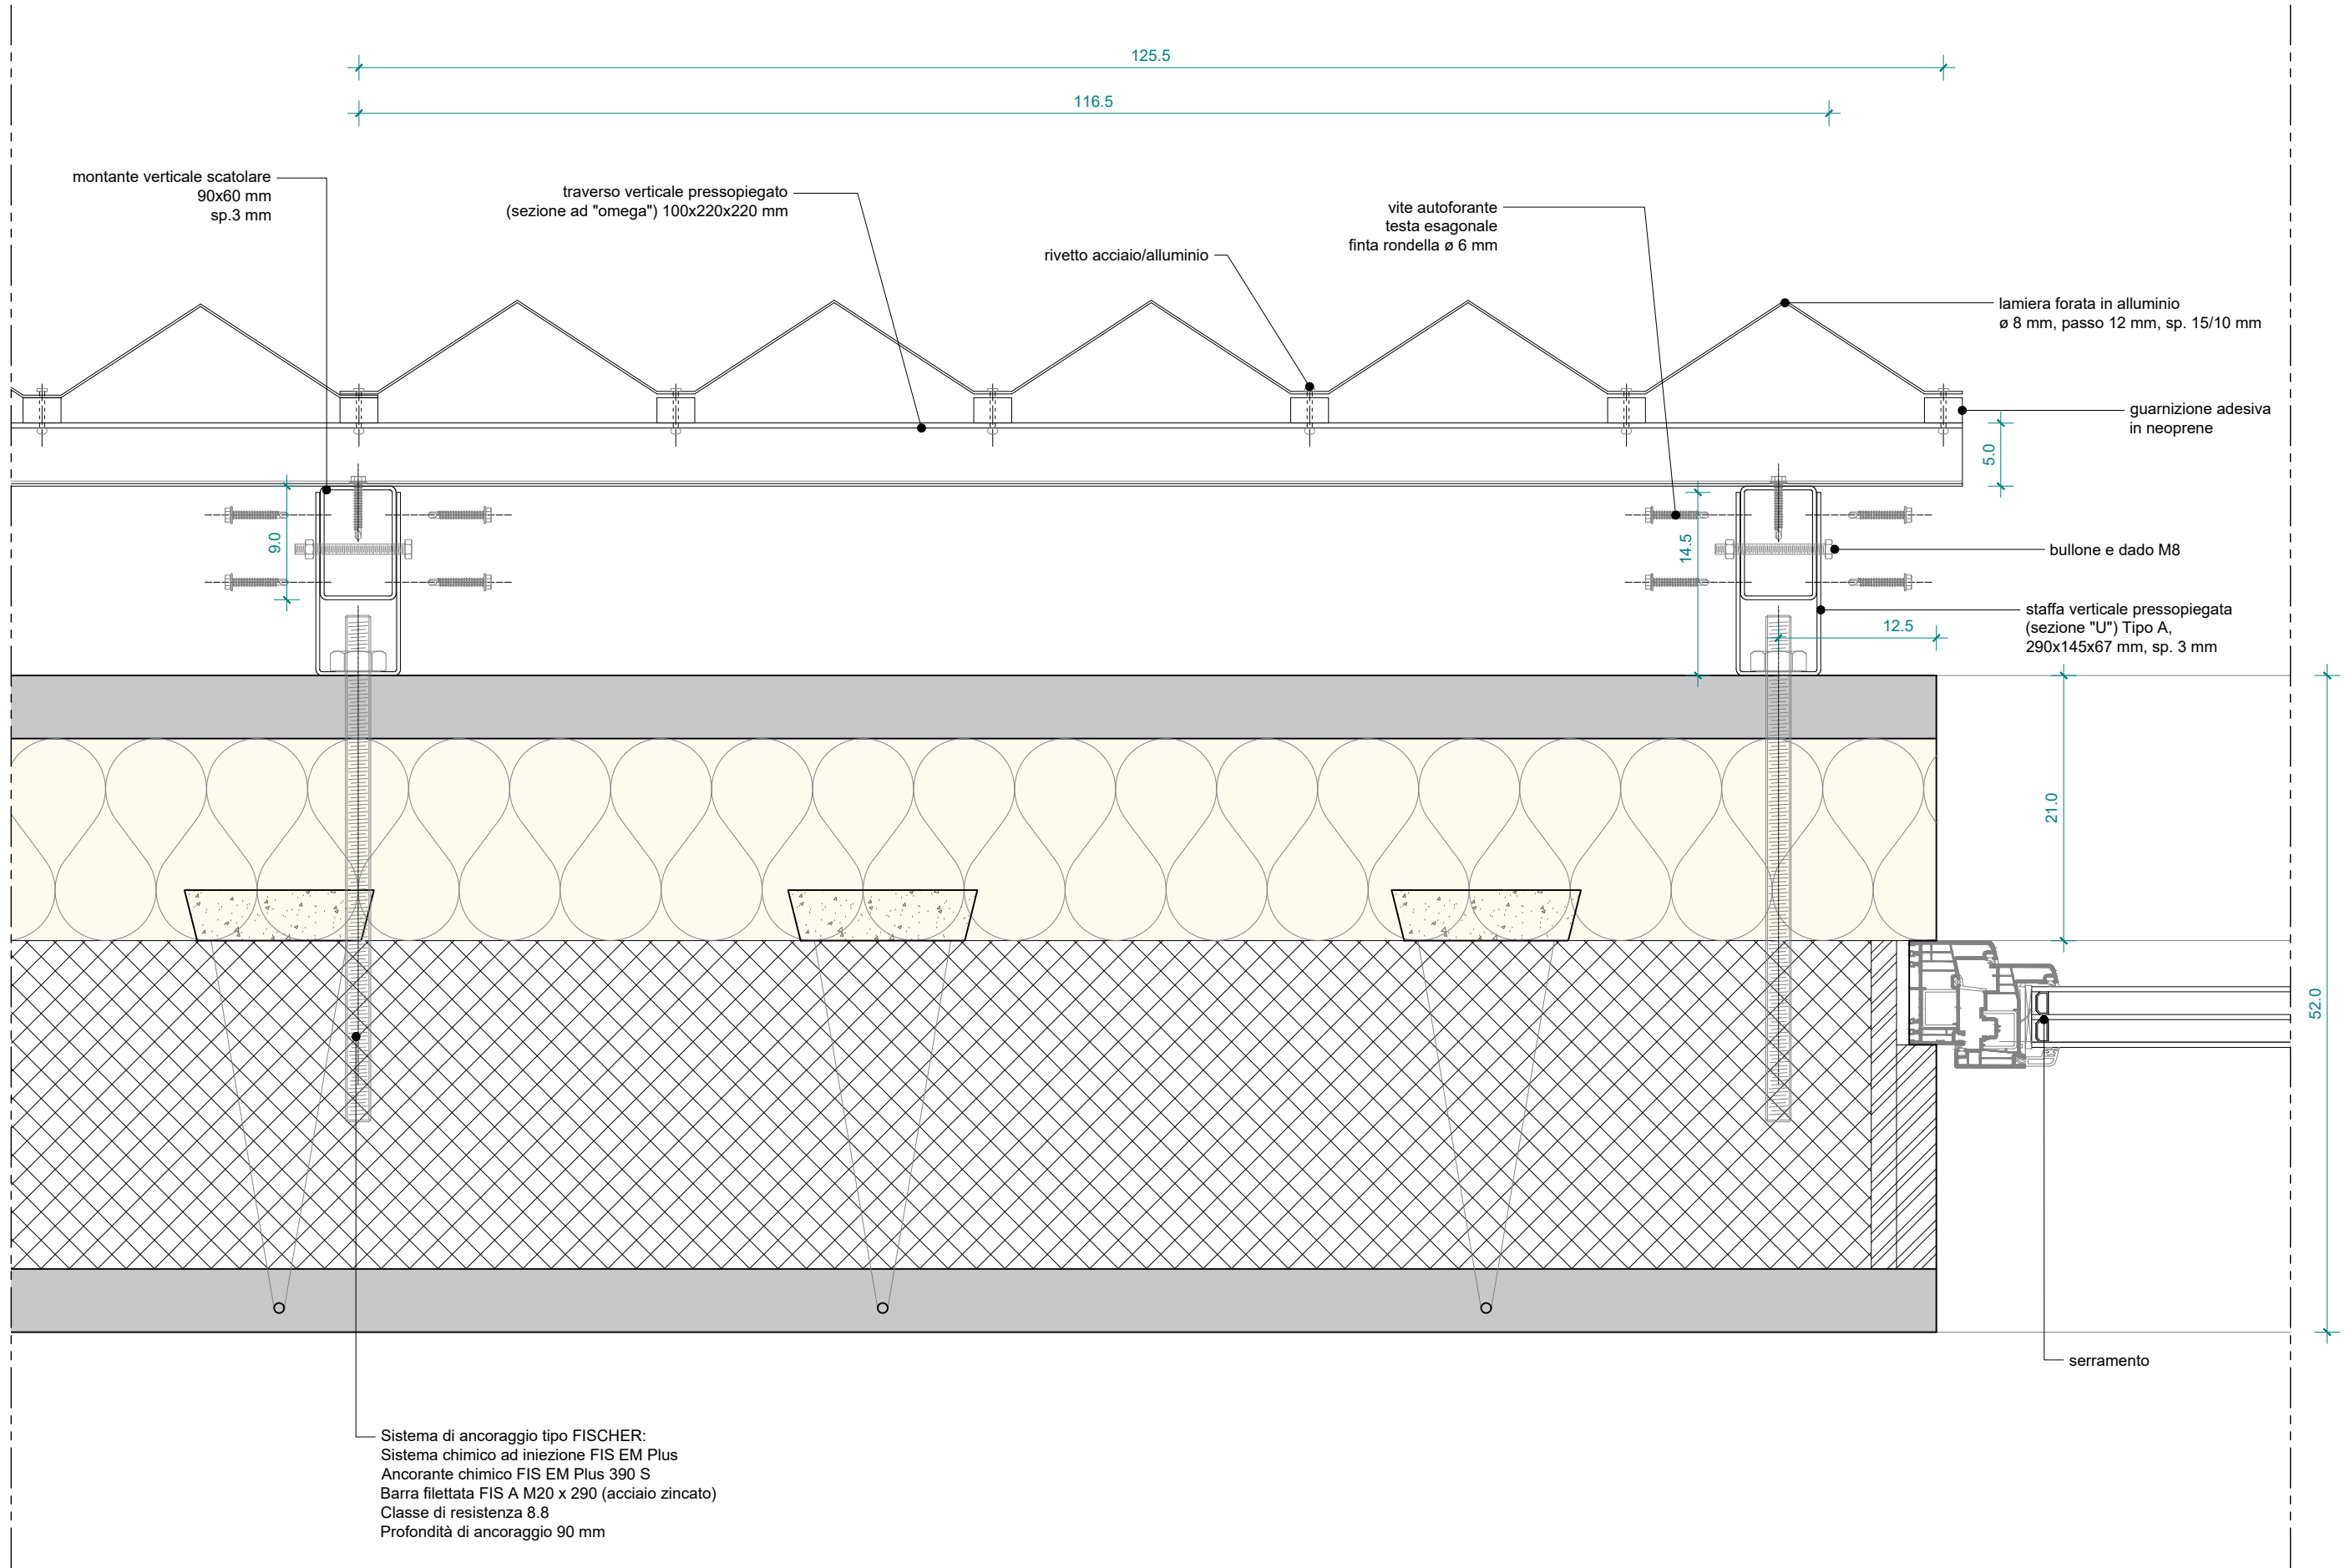 125.5
116.5
montante verticale scatolare
90x60 mm
sp.3 mm
traverso verticale pressopiegato
(sezione ad "omega") 100x220x220 mm
rivetto acciaio/alluminio
vite autoforante
testa esagonale
finta rondella ø 6 mm
lamiera forata in alluminio
ø 8 mm, passo 12 mm, sp. 15/10 mm
guarnizione adesiva
in neoprene
5.0
9.0
14.5
bullone e dado M8
staffa verticale pressopiegata
(sezione "U") Tipo A,
290x145x67 mm, sp. 3 mm
12.5
21.0
52.0
serramento
Sistema di ancoraggio tipo FISCHER:
Sistema chimico ad iniezione FIS EM Plus
Ancorante chimico FIS EM Plus 390 S
Barra filettata FIS A M20 x 290 (acciaio zincato)
Classe di resistenza 8.8
Profondità di ancoraggio 90 mm